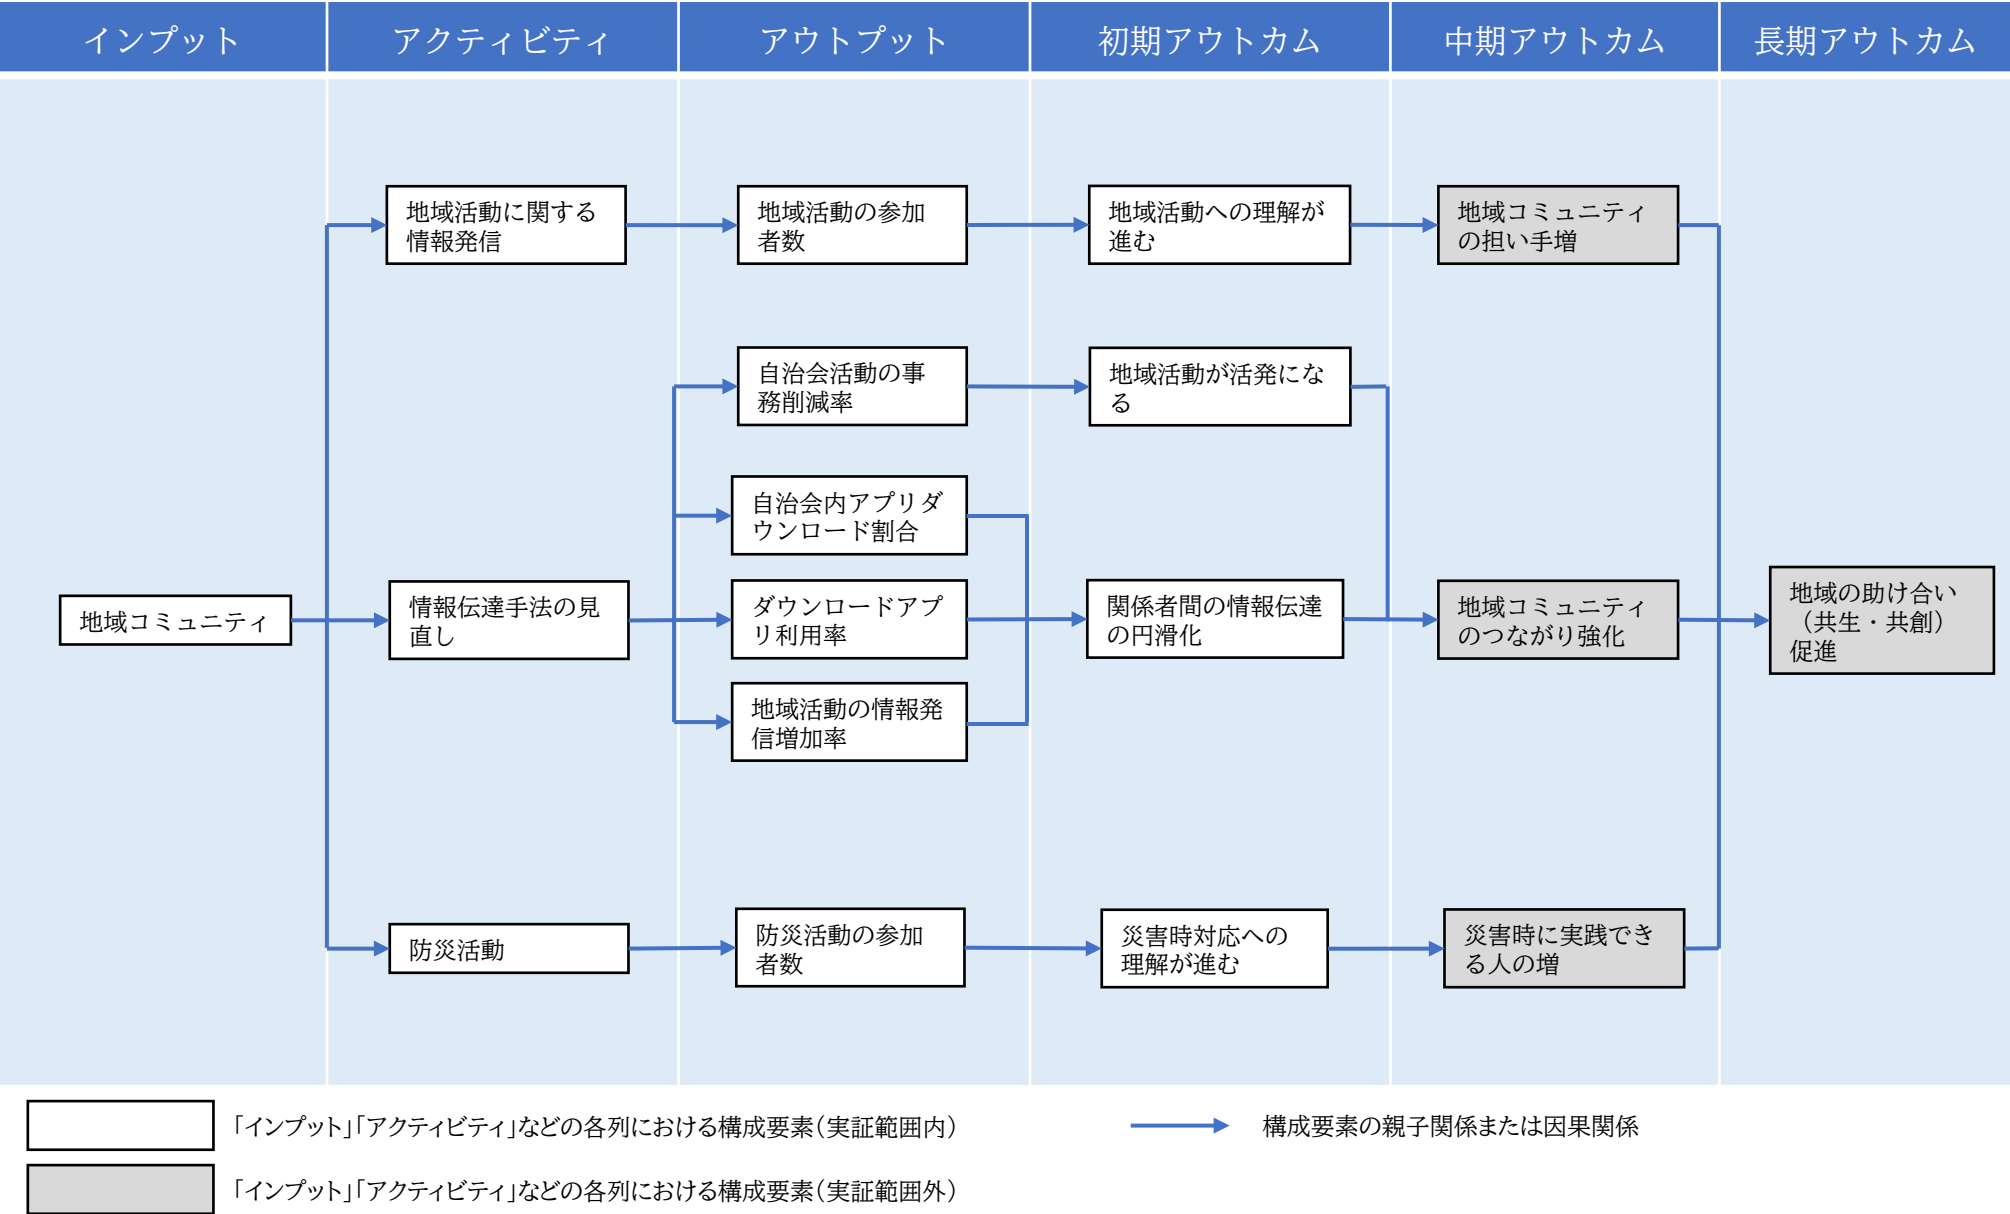 インプット
アクティビティ
アウトプット
初期アウトカム
中期アウトカム
長期アウトカム
地域活動に関する
情報発信
地域活動の参加
者数
地域活動への理解が
進む
地域コミュニティ
の担い手増
自治会活動の事
務削減率
地域活動が活発にな
る
自治会内アプリダ
ウンロード割合
地域コミュニティ
情報伝達手法の見
直し
ダウンロードアプ
リ利用率
関係者間の情報伝達
の円滑化
地域コミュニティ
のつながり強化
地域の助け合い
（共生・共創）
促進
地域活動の情報発
信増加率
防災活動
防災活動の参加
者数
災害時対応への
理解が進む
災害時に実践でき
る人の増
「インプット」「アクティビティ」などの各列における構成要素（実証範囲内）
構成要素の親子関係または因果関係
「インプット」「アクティビティ」などの各列における構成要素（実証範囲外）